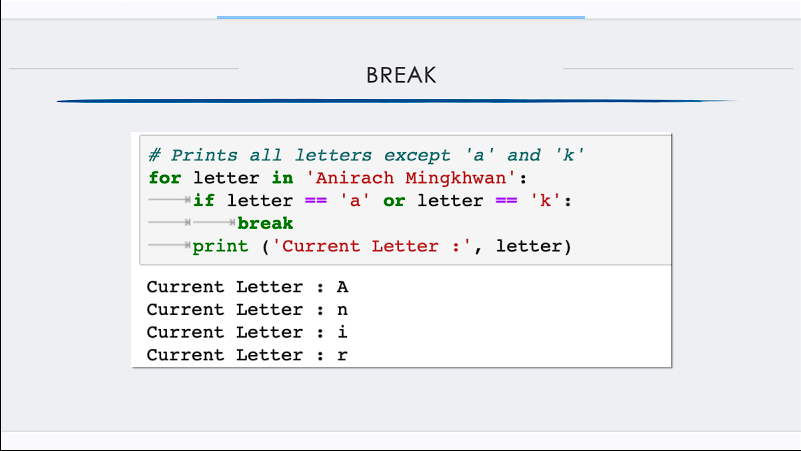 BREAK
# Prints all letters except 'a' and 'k'
for letter in 'Anirach Mingkhwan':
if letter == 'a' or letter == 'k':
break
print ('Current Letter :', letter)
Current Letter : A
Current Letter : n
Current Letter : i
Current Letter : r